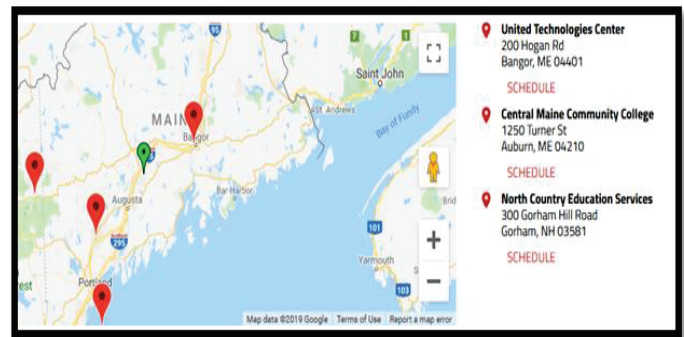 95
7
1
Saint John
MAIN
St. Andrews
Bangor
Bay of Fundy
Augusta
Bar Harbor
295
101
Yarmouth
Portland
103
Map data ©2019 Google Terms of Use Report a map error
United Technologies Center
200 Hogan Rd
Bangor, ME 04401
SCHEDULE
Central Maine Community College
1250 Turner St
Auburn, ME 04210
SCHEDULE
North Country Education Services
300 Gorham Hill Road
Gorham, NH 03581
SCHEDULE